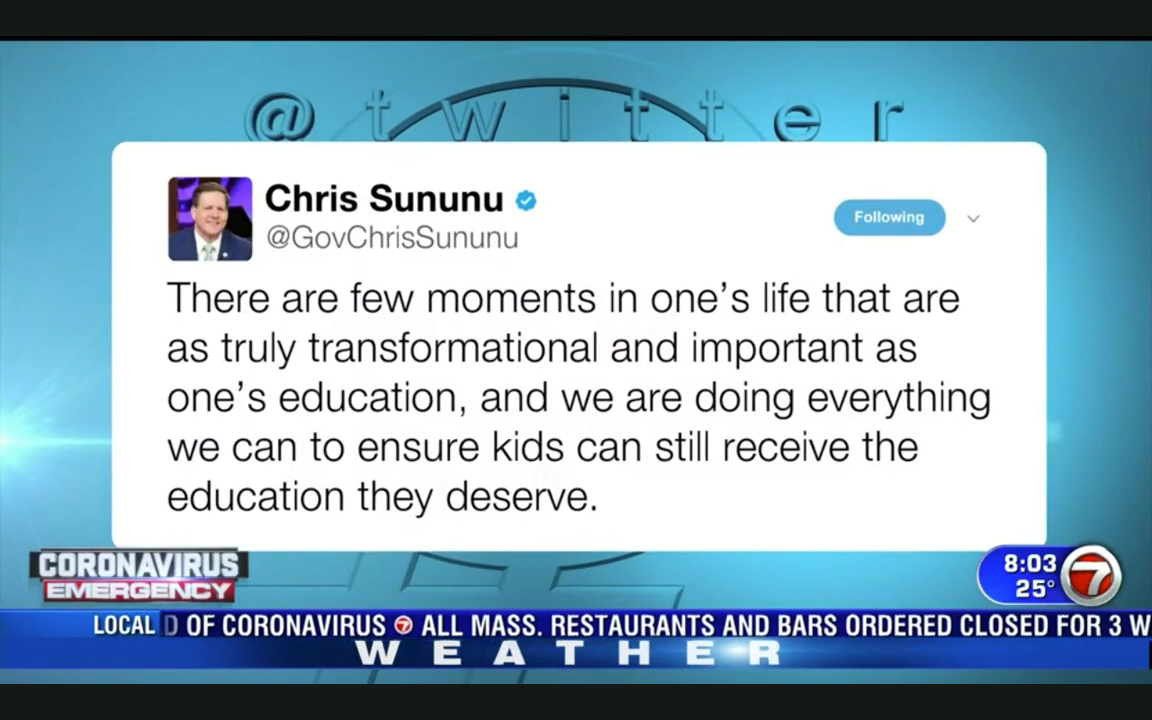 @twitter
Chris Sununu
@GovChrisSununu
Following
There are few moments in one’s life that are
as truly transformational and important as
one’s education, and we are doing everything
we can to ensure kids can still receive the
education they deserve.
CORONAVIRUS
EMERGENCY
8:03
25°
7
LOCAL D OF CORONAVIRUS 7 ALL MASS. RESTAURANTS AND BARS ORDERED CLOSED FOR 3 W
WEATHER